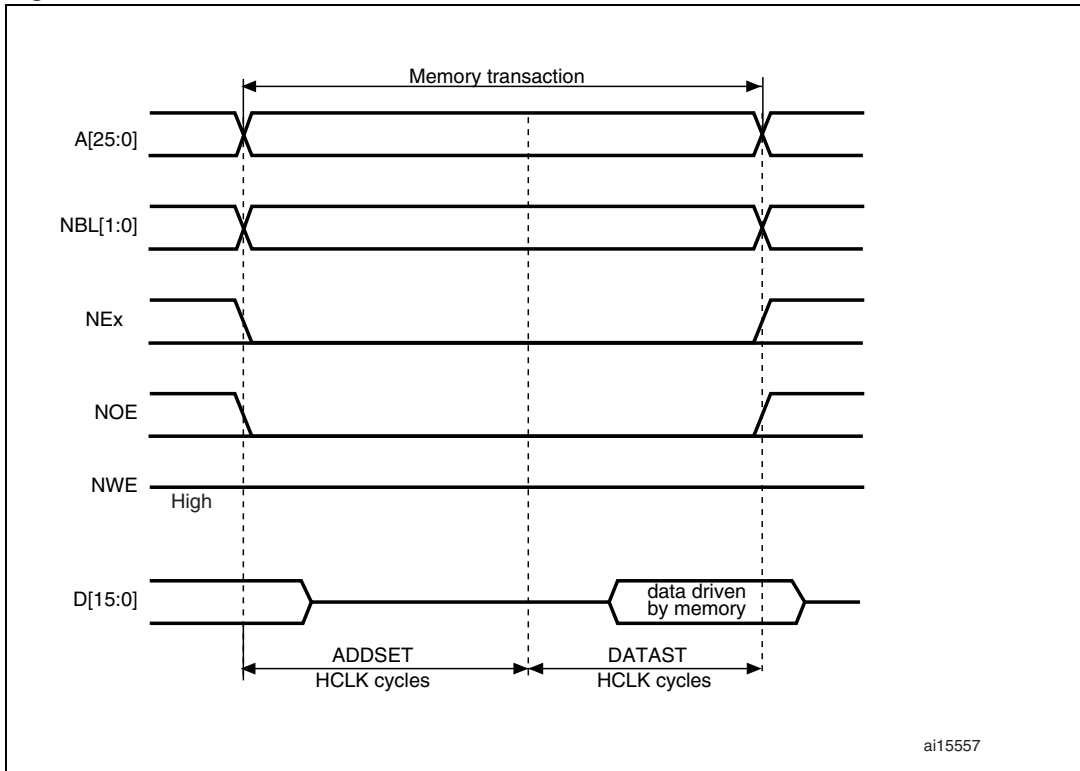 Memory transaction
A[25:0]
NBL[1:0]
NEx
NOE
NWE
High
D[15:0]
data driven
by memory
ADDSET
HCLK cycles
DATAST
HCLK cycles
ai15557